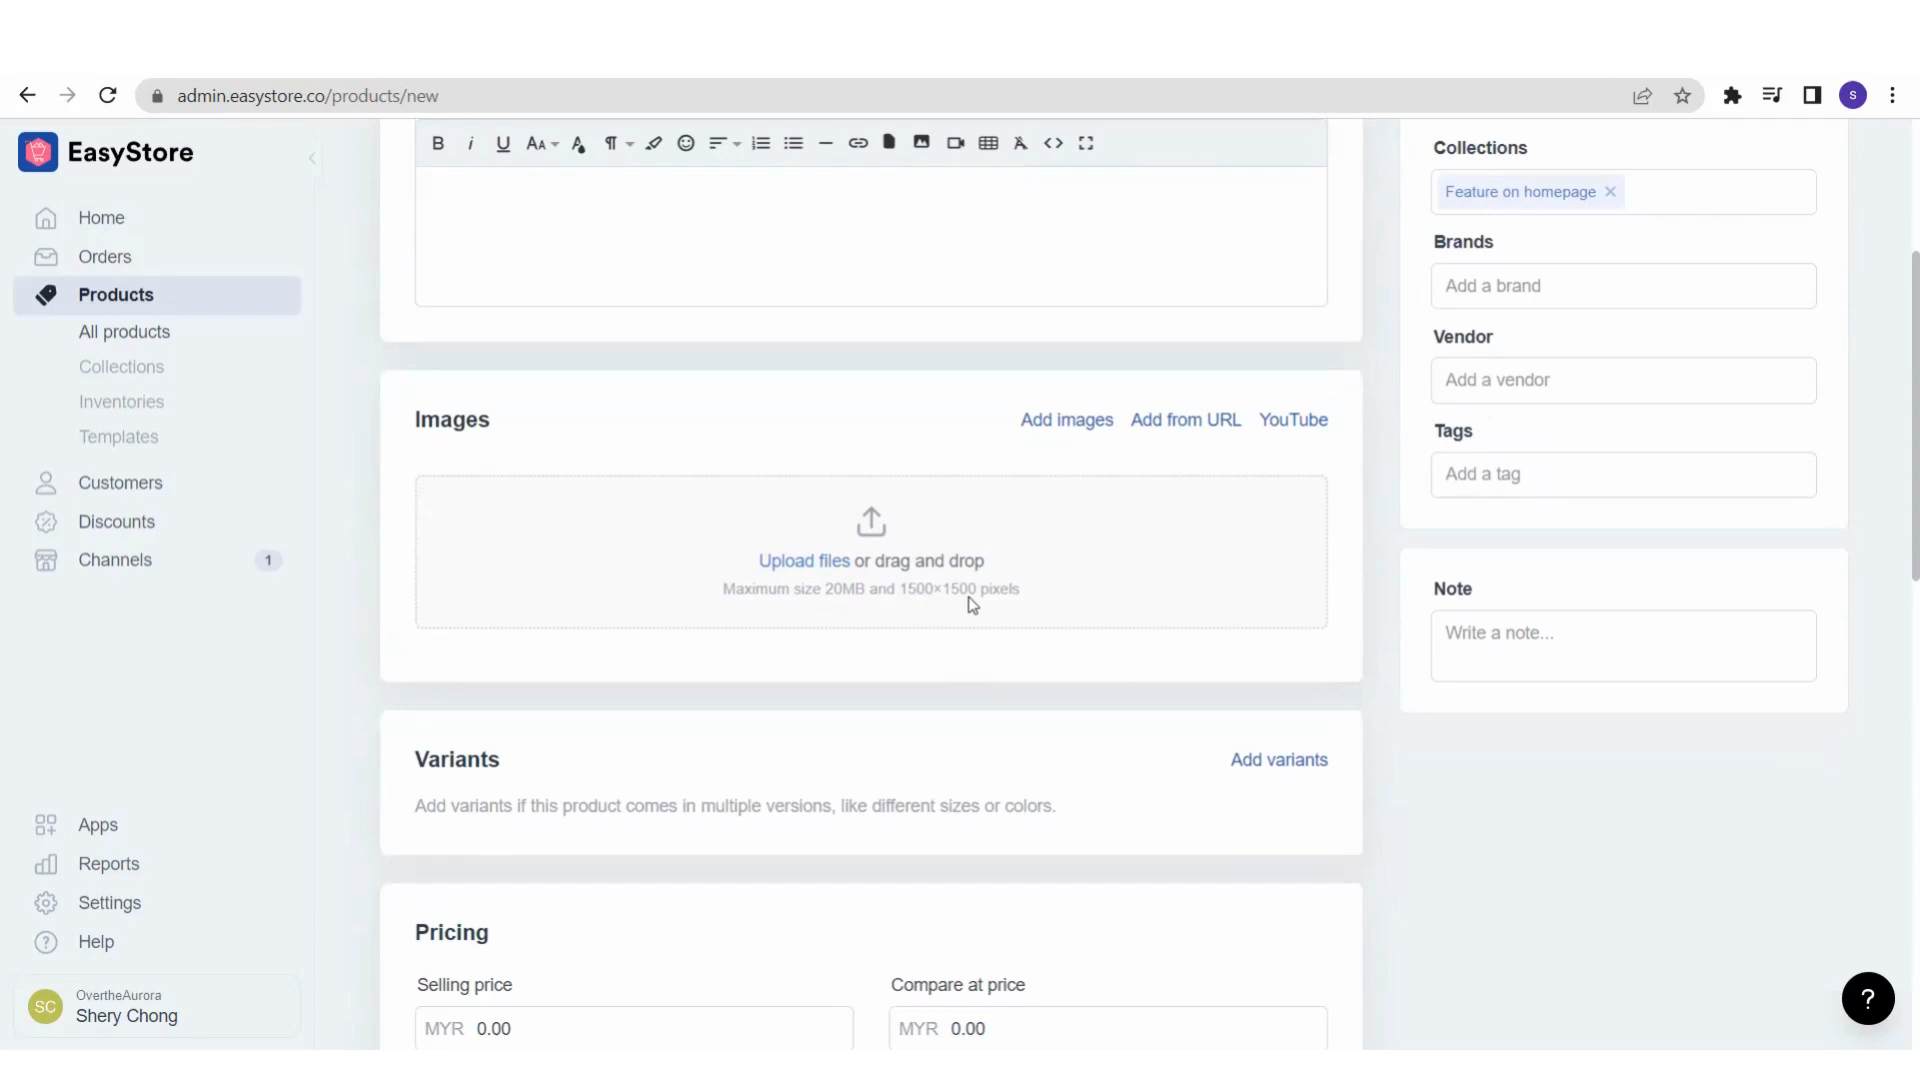 admin.easystore.co/products/new
S
EasyStore
Home
Orders
Products
All products
Collections
Inventories
Templates
Customers
Discounts
Channels 1
Apps
Reports
Settings
Help
SC
OvertheAurora
Shery Chong
B i U AA A
Images
Add images Add from URL YouTube
Upload files or drag and drop
Maximum size 20MB and 1500×1500 pixels
Variants
Add variants
Add variants if this product comes in multiple versions, like different sizes or colors.
Pricing
Selling price
MYR 0.00
Compare at price
MYR 0.00
Collections
Feature on homepage ×
Brands
Add a brand
Vendor
Add a vendor
Tags
Add a tag
Note
Write a note...
?